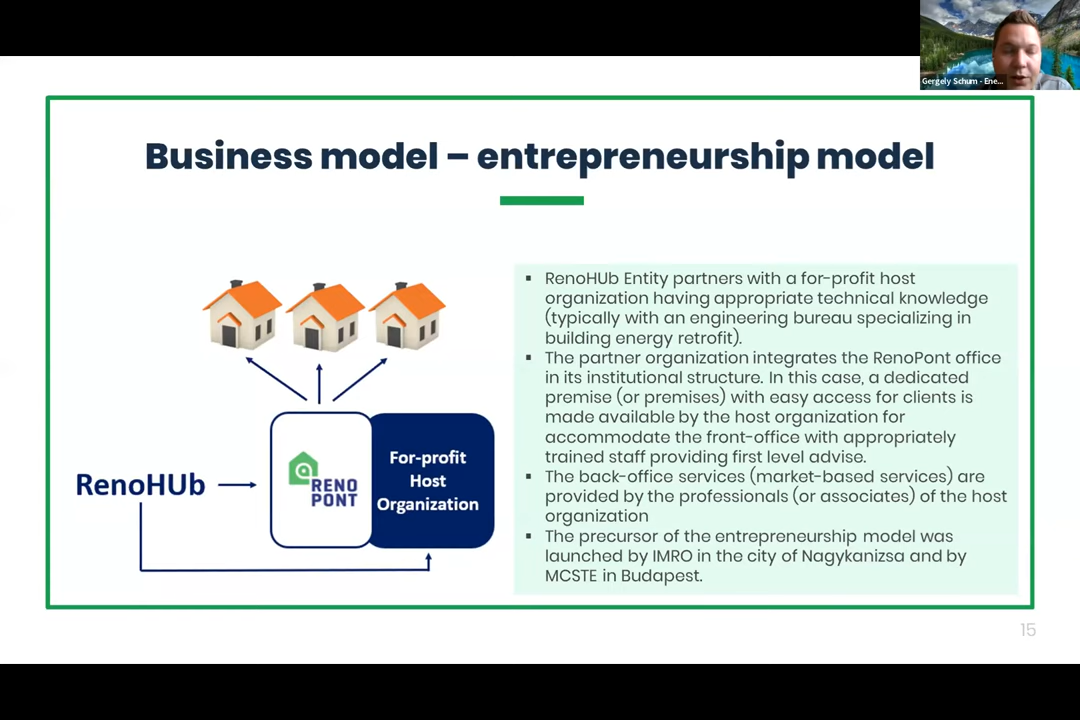 Gergely Schum - Ene...
Business model – entrepreneurship model
RenoHUb
RENO
PONT
For-profit
Host
Organization
▪ RenoHUb Entity partners with a for-profit host
organization having appropriate technical knowledge
(typically with an engineering bureau specializing in
building energy retrofit).
▪ The partner organization integrates the RenoPont office
in its institutional structure. In this case, a dedicated
premise (or premises) with easy access for clients is
made available by the host organization for
accommodate the front-office with appropriately
trained staff providing first level advise.
▪ The back-office services (market-based services) are
provided by the professionals (or associates) of the host
organization
▪ The precursor of the entrepreneurship model was
launched by IMRO in the city of Nagykanizsa and by
MCSTE in Budapest.
15